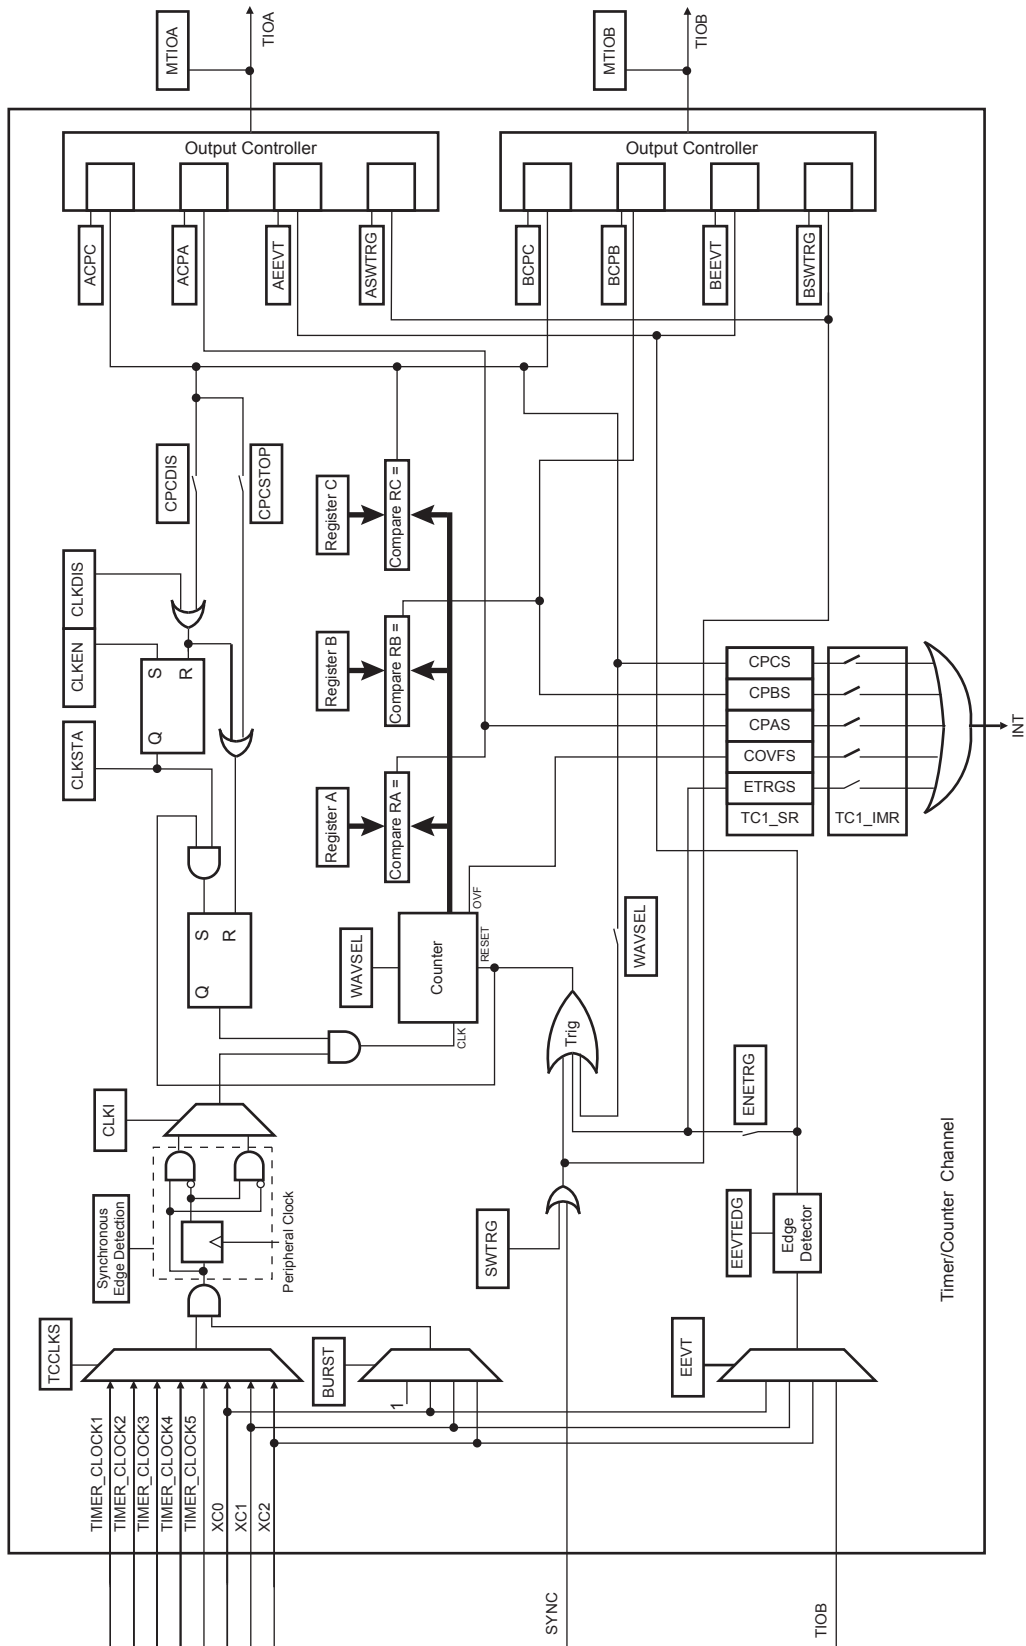 MTIOA
TIOA
MTIOB
TIOB
Output Controller
Output Controller
ACPC
ACPA
AEEVT
ASWTRG
BCPC
BCPB
BEEVT
BSWTRG
CPCDIS
CPCSTOP
CLKDIS
CLKEN
CLKSTA
S
R
Q
Register C
Compare RC =
Register B
Compare RB =
Register A
Compare RA =
CPCS
CPBS
CPAS
COVFS
ETRGS
TC1_SR
TC1_IMR
INT
S
R
Q
WAVSEL
Counter
OVF
RESET
CLK
WAVSEL
Trig
CLKI
ENETRG
Synchronous
Edge Detection
Peripheral Clock
SWTRG
EEVTEDG
Edge
Detector
Timer/Counter Channel
TCCLKS
BURST
EEVT
1
TIMER_CLOCK1
TIMER_CLOCK2
TIMER_CLOCK3
TIMER_CLOCK4
TIMER_CLOCK5
XC0
XC1
XC2
SYNC
TIOB